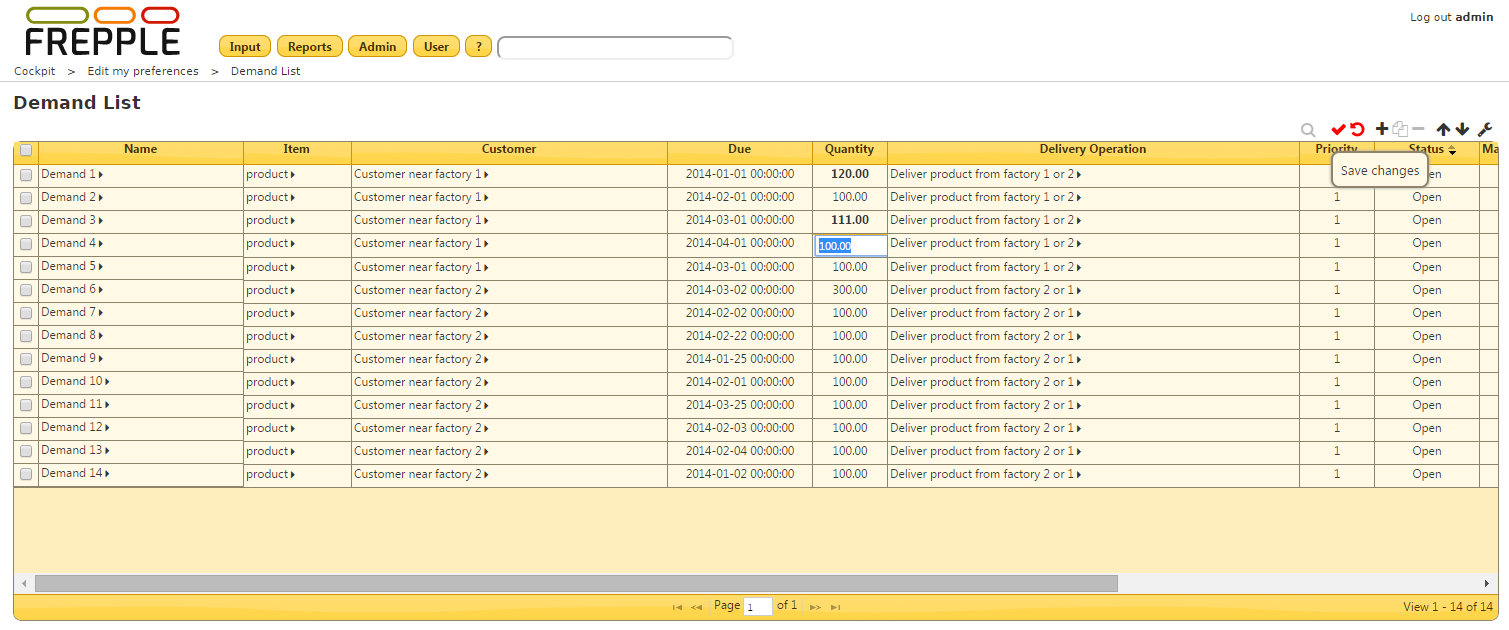 FREPPLE
Log out admin
Input Reports Admin User ?
Cockpit > Edit my preferences > Demand List
Demand List
Name Item Customer Due Quantity Delivery Operation Priority Status Ma
Save changes
Demand 1 product Customer near factory 1 2014-01-01 00:00:00 120.00 Deliver product from factory 1 or 2 en
Demand 2 product Customer near factory 1 2014-02-01 00:00:00 100.00 Deliver product from factory 1 or 2 1 Open
Demand 3 product Customer near factory 1 2014-03-01 00:00:00 111.00 Deliver product from factory 1 or 2 1 Open
Demand 4 product Customer near factory 1 2014-04-01 00:00:00 100.00 Deliver product from factory 1 or 2 1 Open
Demand 5 product Customer near factory 1 2014-03-01 00:00:00 100.00 Deliver product from factory 1 or 2 1 Open
Demand 6 product Customer near factory 2 2014-03-02 00:00:00 300.00 Deliver product from factory 2 or 1 1 Open
Demand 7 product Customer near factory 2 2014-02-02 00:00:00 100.00 Deliver product from factory 2 or 1 1 Open
Demand 8 product Customer near factory 2 2014-02-22 00:00:00 100.00 Deliver product from factory 2 or 1 1 Open
Demand 9 product Customer near factory 2 2014-01-25 00:00:00 100.00 Deliver product from factory 2 or 1 1 Open
Demand 10 product Customer near factory 2 2014-02-01 00:00:00 100.00 Deliver product from factory 2 or 1 1 Open
Demand 11 product Customer near factory 2 2014-03-25 00:00:00 100.00 Deliver product from factory 2 or 1 1 Open
Demand 12 product Customer near factory 2 2014-02-03 00:00:00 100.00 Deliver product from factory 2 or 1 1 Open
Demand 13 product Customer near factory 2 2014-02-04 00:00:00 100.00 Deliver product from factory 2 or 1 1 Open
Demand 14 product Customer near factory 2 2014-01-02 00:00:00 100.00 Deliver product from factory 2 or 1 1 Open
Page 1 of 1 View 1 - 14 of 14